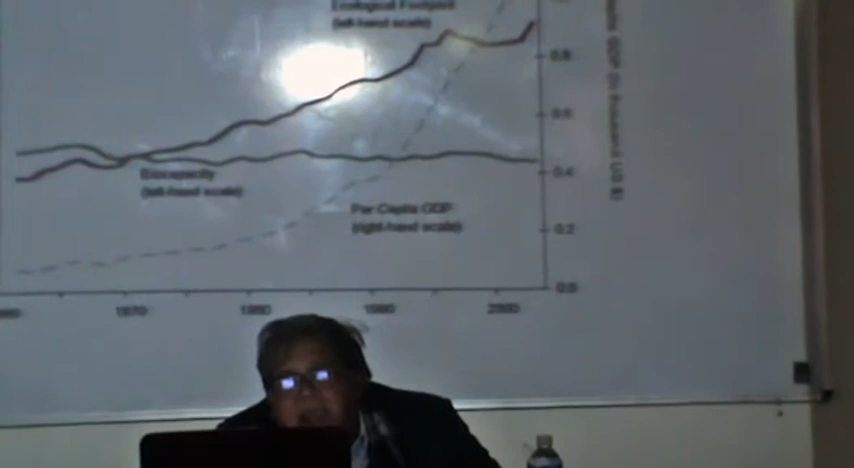 Ecological Footprint
(left-hand scale)
0.8
0.6
Biocapacity
(left-hand scale)
0.4
Per Capita GDP
(right-hand scale)
0.2
0.0
1970
1980
1990
2000